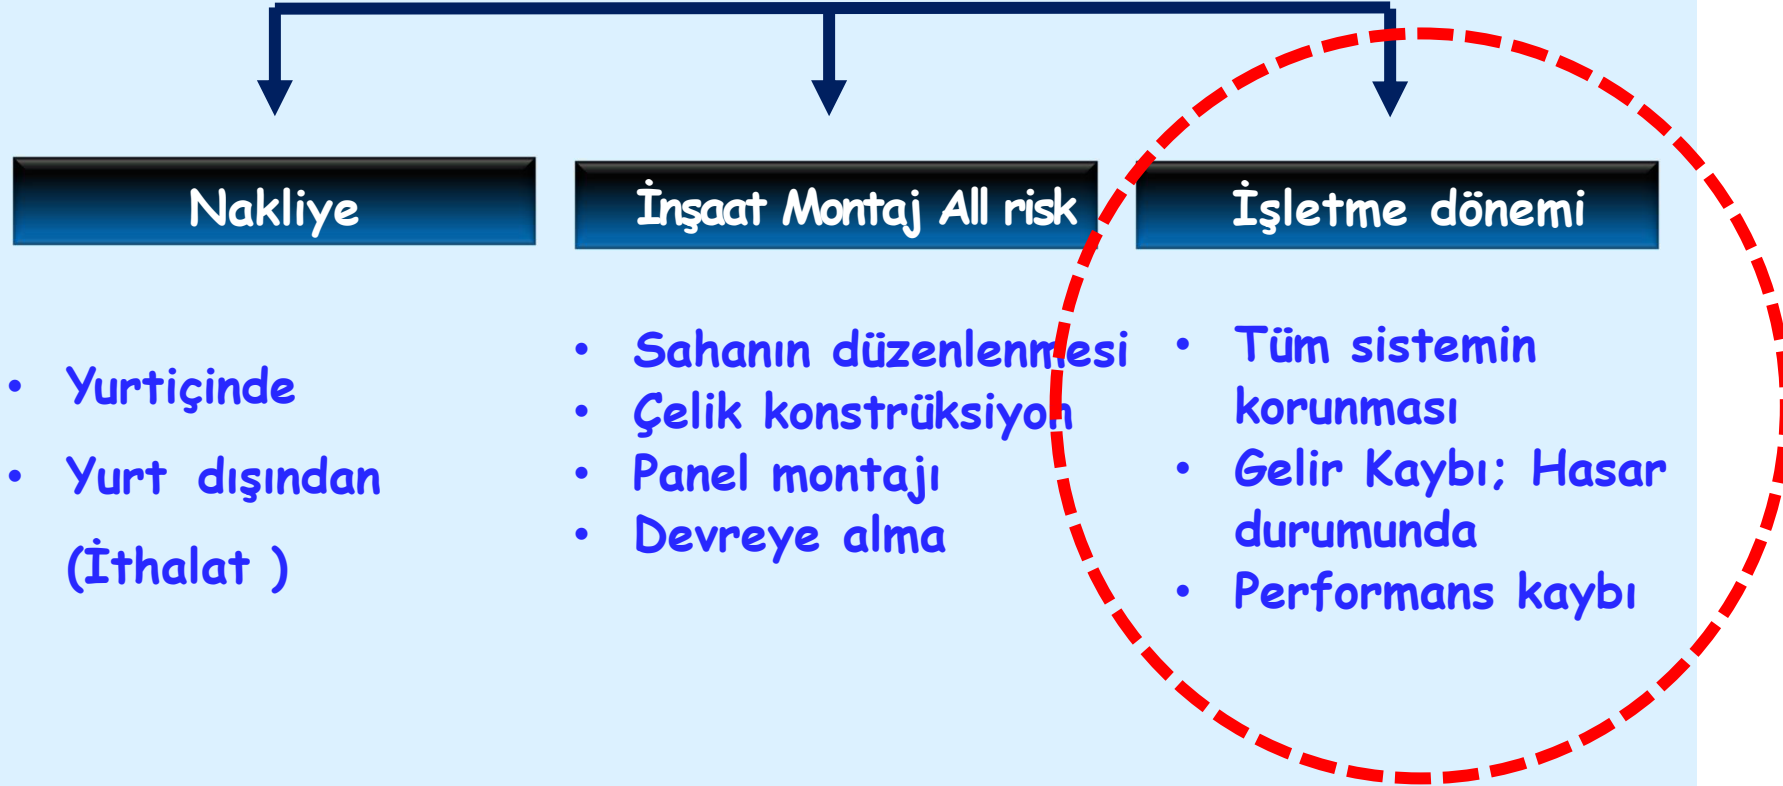 Nakliye
• Yurtiçinde
• Yurt dışından
(İthalat )
İnşaat Montaj All risk
• Sahanın düzenlenmesi
• Çelik konstrüksiyon
• Panel montajı
• Devreye alma
İşletme dönemi
• Tüm sistemin
korunması
• Gelir Kaybı; Hasar
durumunda
• Performans kaybı